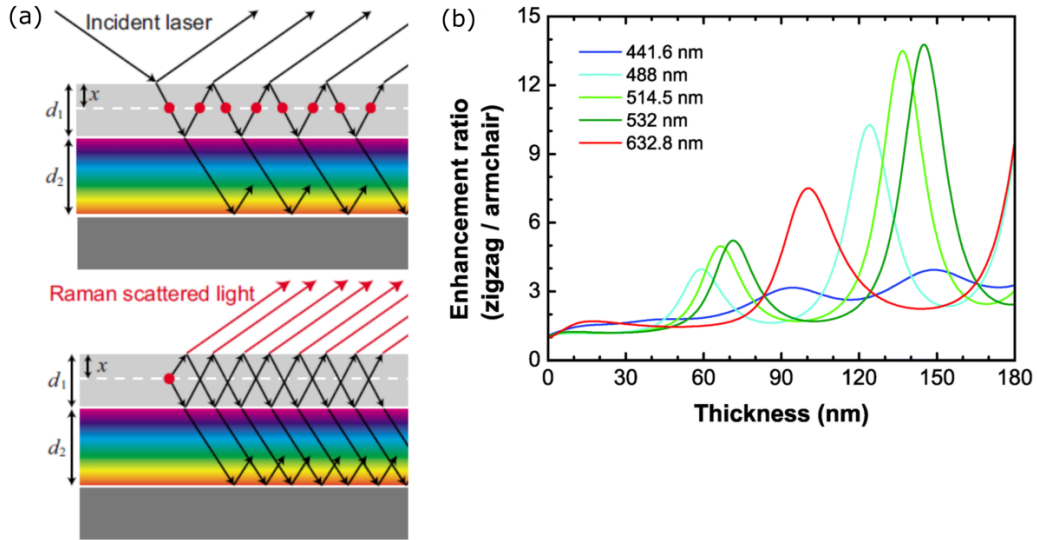 (a)
Incident laser
x
d₁
d₂
Raman scattered light
x
d₁
d₂
(b)
Enhancement ratio
(zigzag / armchair)
15
12
9
6
3
0
441.6 nm
488 nm
514.5 nm
532 nm
632.8 nm
0 30 60 90 120 150 180
Thickness (nm)